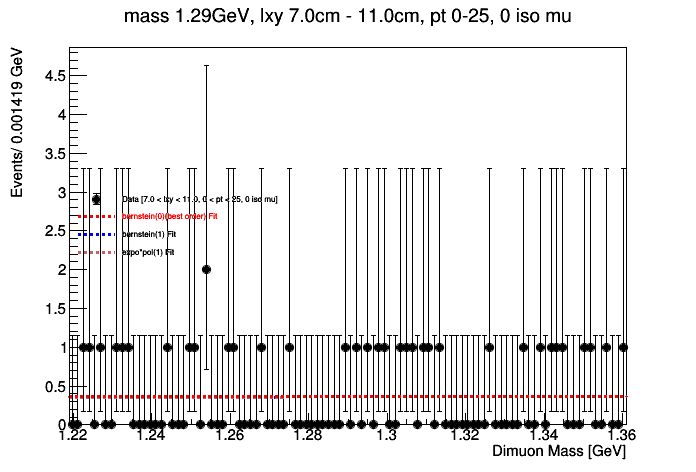 mass 1.29GeV, lxy 7.0cm - 11.0cm, pt 0-25, 0 iso mu
Events/ 0.001419 GeV
4.5
4
3.5
3
2.5
2
1.5
1
0.5
0
Data [7.0 < lxy < 11.0, 0 < pt < 25, 0 iso mu]
bernstein(0)(best order) Fit
bernstein(1) Fit
expo*pol(1) Fit
1.22 1.24 1.26 1.28 1.3 1.32 1.34 1.36
Dimuon Mass [GeV]